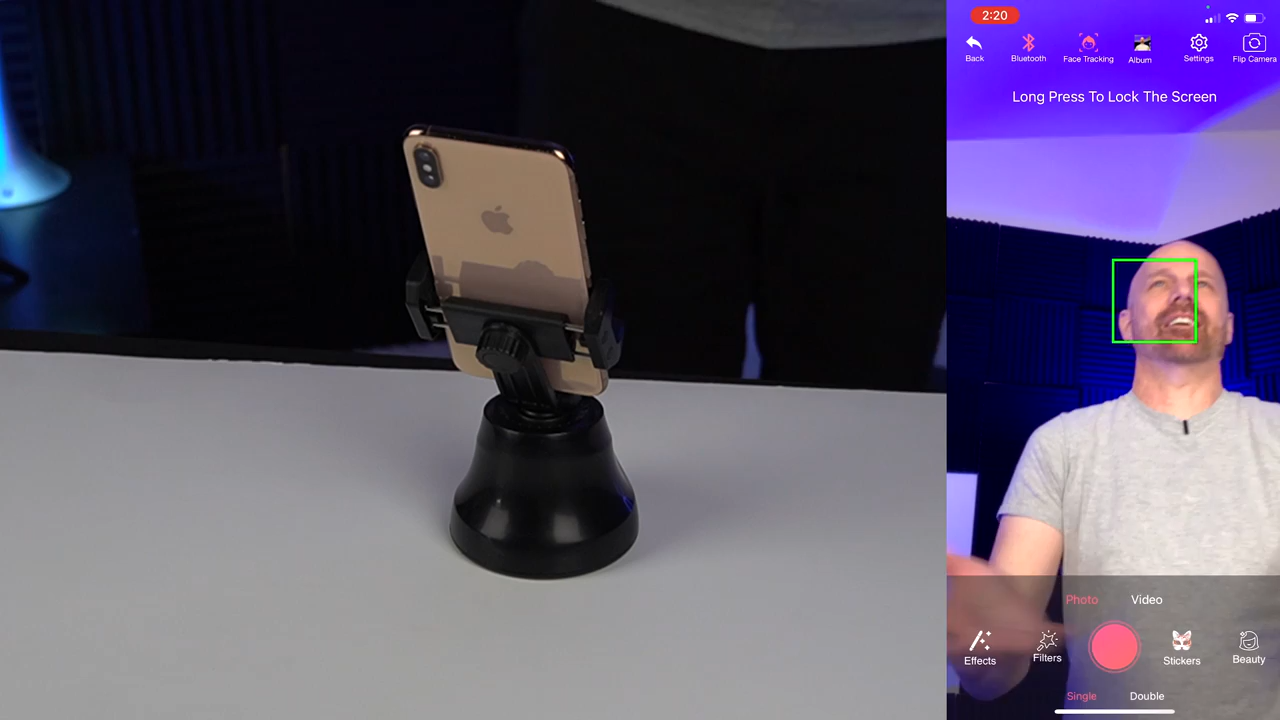 2:20
Back
Bluetooth
Face Tracking
Album
Settings
Flip Camera
Long Press To Lock The Screen
Photo Video
Effects
Filters
Stickers
Beauty
Single Double